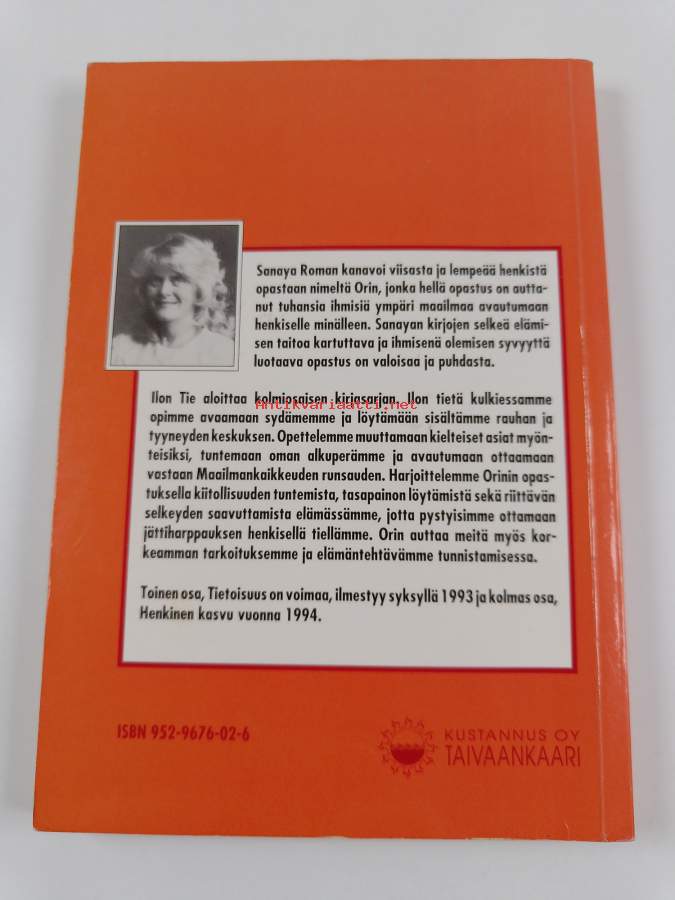 Sanaya Roman kanavoi viisasta ja lempeää henkistä
opastaan nimeltä Orin, jonka hellä opastus on autta-
nut tuhansia ihmisiä ympäri maailmaa avautumaan
henkiselle minälleen. Sanayan kirjojen selkeä elämi-
sen taitoa kartuttava ja ihmisenä olemisen syvyyttä
luotaava opastus on valoisaa ja puhdasta.
Ilon Tie aloittaa kolmiosaisen kirjasarjan. Ilon tietä kulkiessamme
Antikvariaatti.net
opimme avaamaan sydämemme ja löytämään sisältämme rauhan ja
tyyneyden keskuksen. Opettelemme muuttamaan kielteiset asiat myön-
teisiksi, tuntemaan oman alkuperämme ja avautumaan ottaamaan
vastaan Maailmankaikkeuden runsauden. Harjoittelemme Orinin opas-
tuksella kiitollisuuden tuntemista, tasapainon löytämistä sekä riittävän
selkeyden saavuttamista elämässämme, jotta pystyisimme ottamaan
jättiharppauksen henkisellä tiellämme. Orin auttaa meitä myös kor-
keamman tarkoituksemme ja elämäntehtävämme tunnistamisessa.
Toinen osa, Tietoisuus on voimaa, ilmestyy syksyllä 1993 ja kolmas osa,
Henkinen kasvu vuonna 1994.
ISBN 952-9676-02-6
KUSTANNUS OY
TAIVAANKAARI